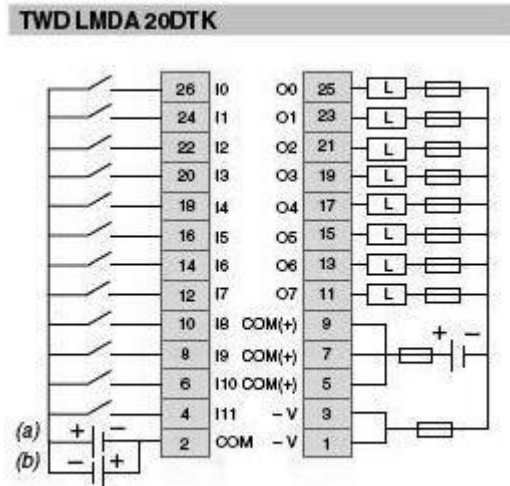 TWD LMDA 20DTK
26 I0 O0 25 L
24 I1 O1 23 L
22 I2 O2 21 L
20 I3 O3 19 L
18 I4 O4 17 L
16 I5 O5 15 L
14 I6 O6 13 L
12 I7 O7 11 L
10 I8 COM(+) 9 + −
8 I9 COM(+) 7
6 I10 COM(+) 5
4 I11 − V 3
(a) + − 2 COM − V 1
(b) − +